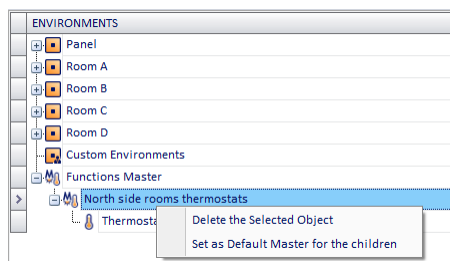 ENVIRONMENTS
Panel
Room A
Room B
Room C
Room D
Custom Environments
Functions Master
North side rooms thermostats
Delete the Selected Object
Set as Default Master for the children